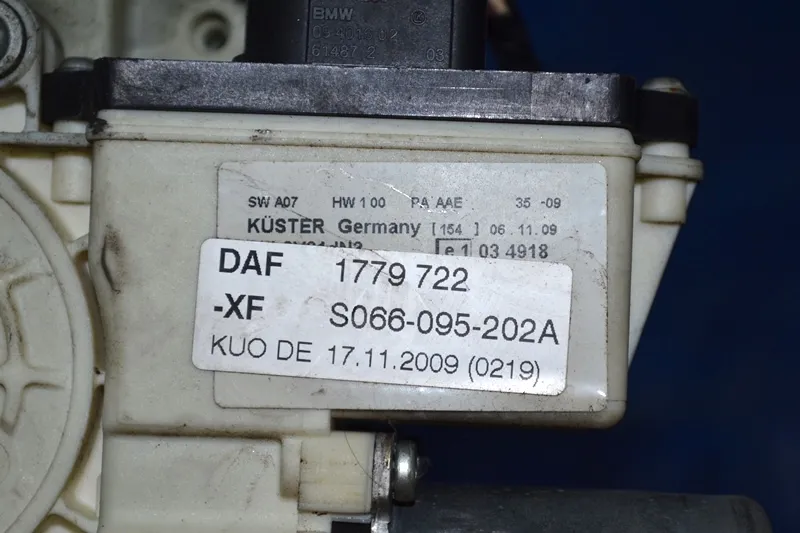 BMW
61487 2 03
SW A07 HW 1 00 PA AAE 35 -09
KÜSTER Germany [154] 06.11.09
e 1 03 4918
DAF 1779 722
-XF S066-095-202A
KUO DE 17.11.2009 (0219)